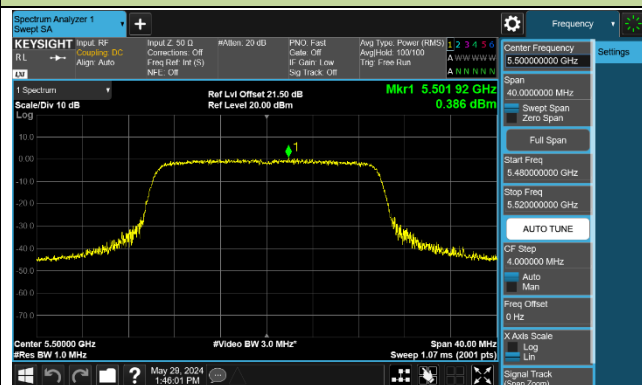 Spectrum Analyzer 1
Swept SA
+
Frequency
KEYSIGHT
RL
LXI
Input: RF
Coupling: DC
Align: Auto
Input Z: 50 Ω
Corrections: Off
Freq Ref: Int (S)
NFE: Off
#Atten: 20 dB
PNO: Fast
Gate: Off
IF Gain: Low
Sig Track: Off
Avg Type: Power (RMS)
Avg|Hold: 100/100
Trig: Free Run
1 2 3 4 5 6
A W W W W W
A N N N N N
Center Frequency
5.500000000 GHz
Settings
1 Spectrum
Scale/Div 10 dB
Log
Ref Lvl Offset 21.50 dB
Ref Level 20.00 dBm
Mkr1 5.501 92 GHz
0.386 dBm
Span
40.0000000 MHz
Swept Span
Zero Span
Full Span
Start Freq
5.480000000 GHz
Stop Freq
5.520000000 GHz
AUTO TUNE
CF Step
4.000000 MHz
Auto
Man
Freq Offset
0 Hz
X Axis Scale
Log
Lin
Signal Track
(Span Zoom)
1
10.0
0.00
-10.0
-20.0
-30.0
-40.0
-50.0
-60.0
-70.0
Center 5.50000 GHz
#Res BW 1.0 MHz
#Video BW 3.0 MHz*
Span 40.00 MHz
Sweep 1.07 ms (2001 pts)
?
May 29, 2024
1:46:01 PM